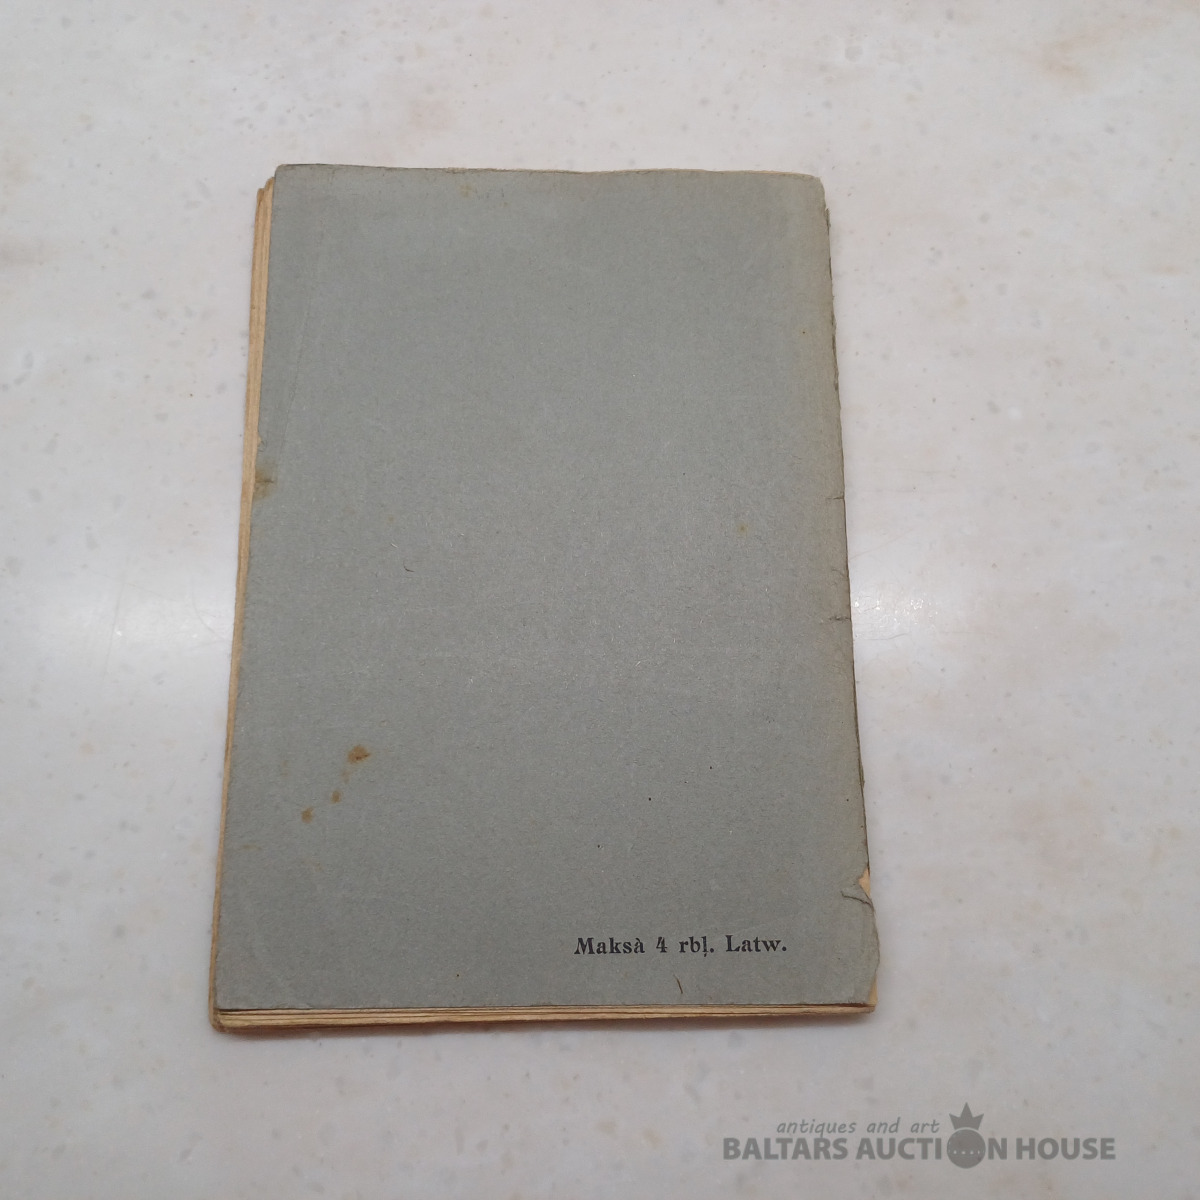 Maksà 4 rbļ. Latw.
antiques and art
BALTARS AUCTION HOUSE